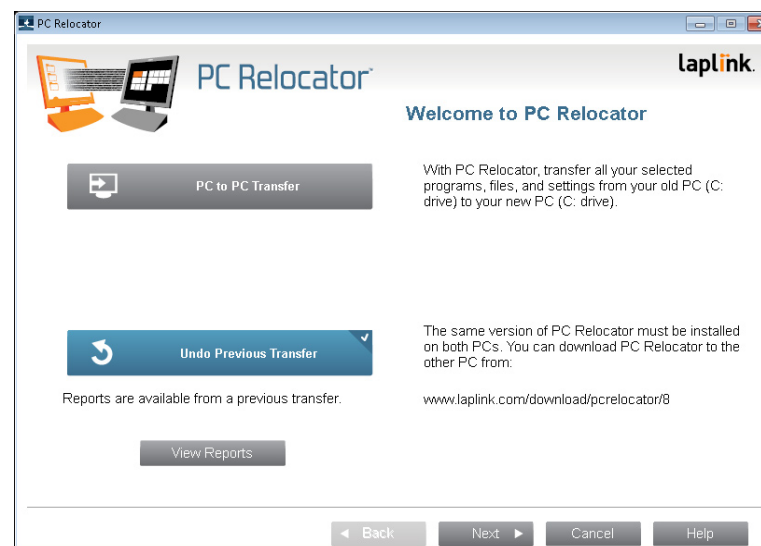 PC Relocator
PC Relocator™
laplink.
Welcome to PC Relocator
PC to PC Transfer
With PC Relocator, transfer all your selected
programs, files, and settings from your old PC (C:
drive) to your new PC (C: drive).
Undo Previous Transfer
The same version of PC Relocator must be installed
on both PCs. You can download PC Relocator to the
other PC from:
Reports are available from a previous transfer.
www.laplink.com/download/pcrelocator/8
View Reports
Back
Next
Cancel
Help